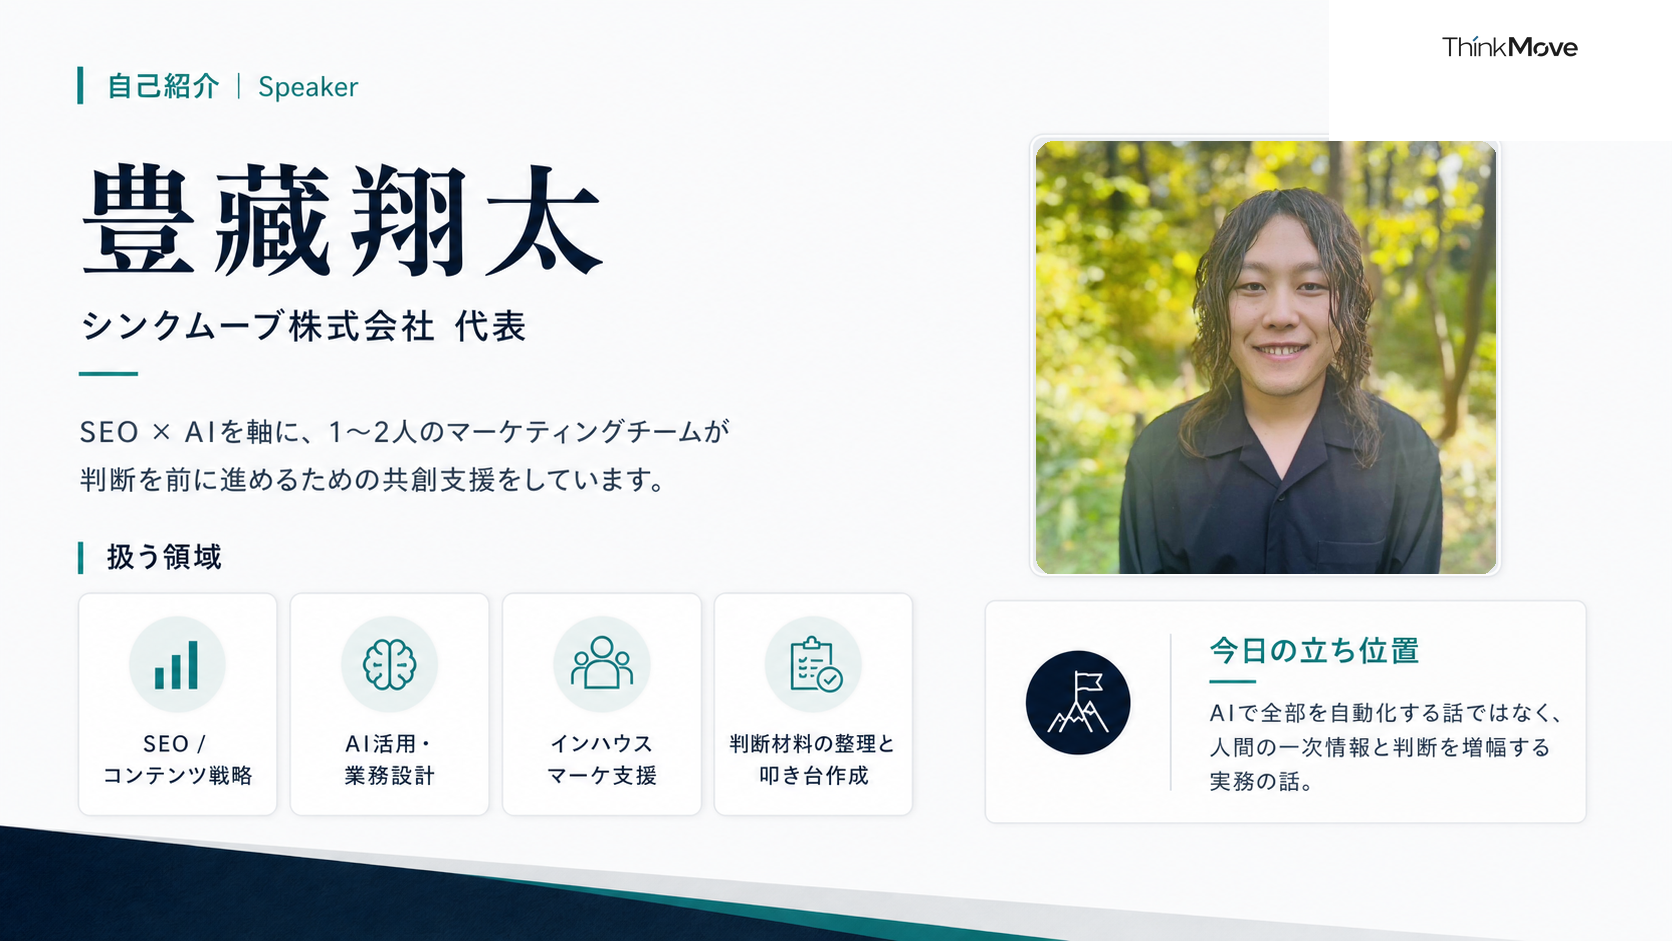 自己紹介｜Speaker
ThinkMove
豊藏翔太
シンクムーブ株式会社 代表
SEO × AIを軸に、1〜2人のマーケティングチームが
判断を前に進めるための共創支援をしています。
扱う領域
SEO /
コンテンツ戦略
AI活用・
業務設計
インハウス
マーケ支援
判断材料の整理と
叩き台作成
今日の立ち位置
AIで全部を自動化する話ではなく、
人間の一次情報と判断を増幅する
実務の話。